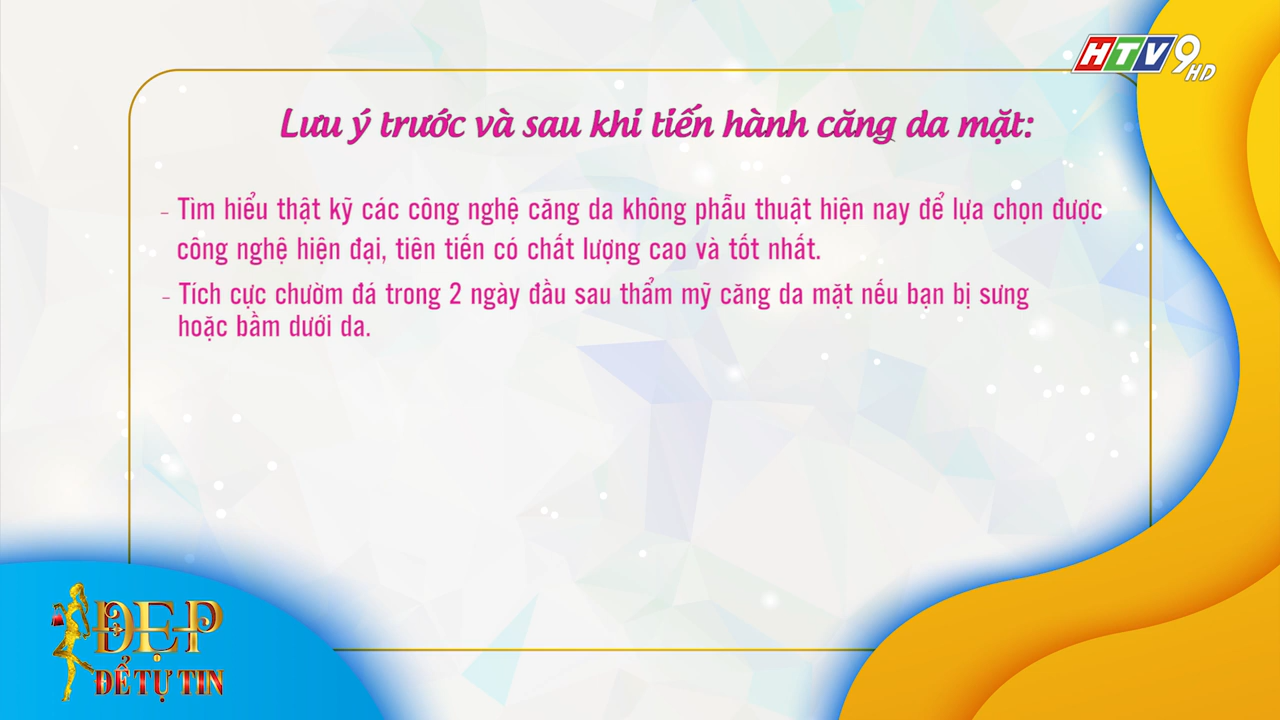 HTV9 HD
Lưu ý trước và sau khi tiến hành căng da mặt:
- Tìm hiểu thật kỹ các công nghệ căng da không phẫu thuật hiện nay để lựa chọn được
công nghệ hiện đại, tiên tiến có chất lượng cao và tốt nhất.
- Tích cực chườm đá trong 2 ngày đầu sau thẩm mỹ căng da mặt nếu bạn bị sưng
hoặc bầm dưới da.
ĐẸP
ĐỂ TỰ TIN